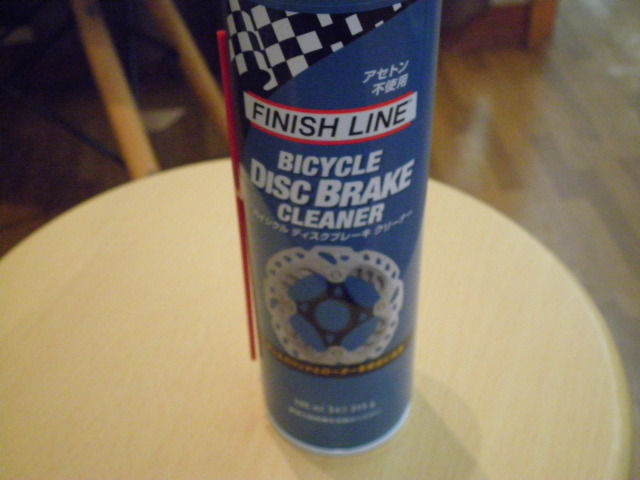 アセトン
不使用
FINISH LINE
BICYCLE
DISC BRAKE
CLEANER
バイシクル ディスクブレーキ クリーナー